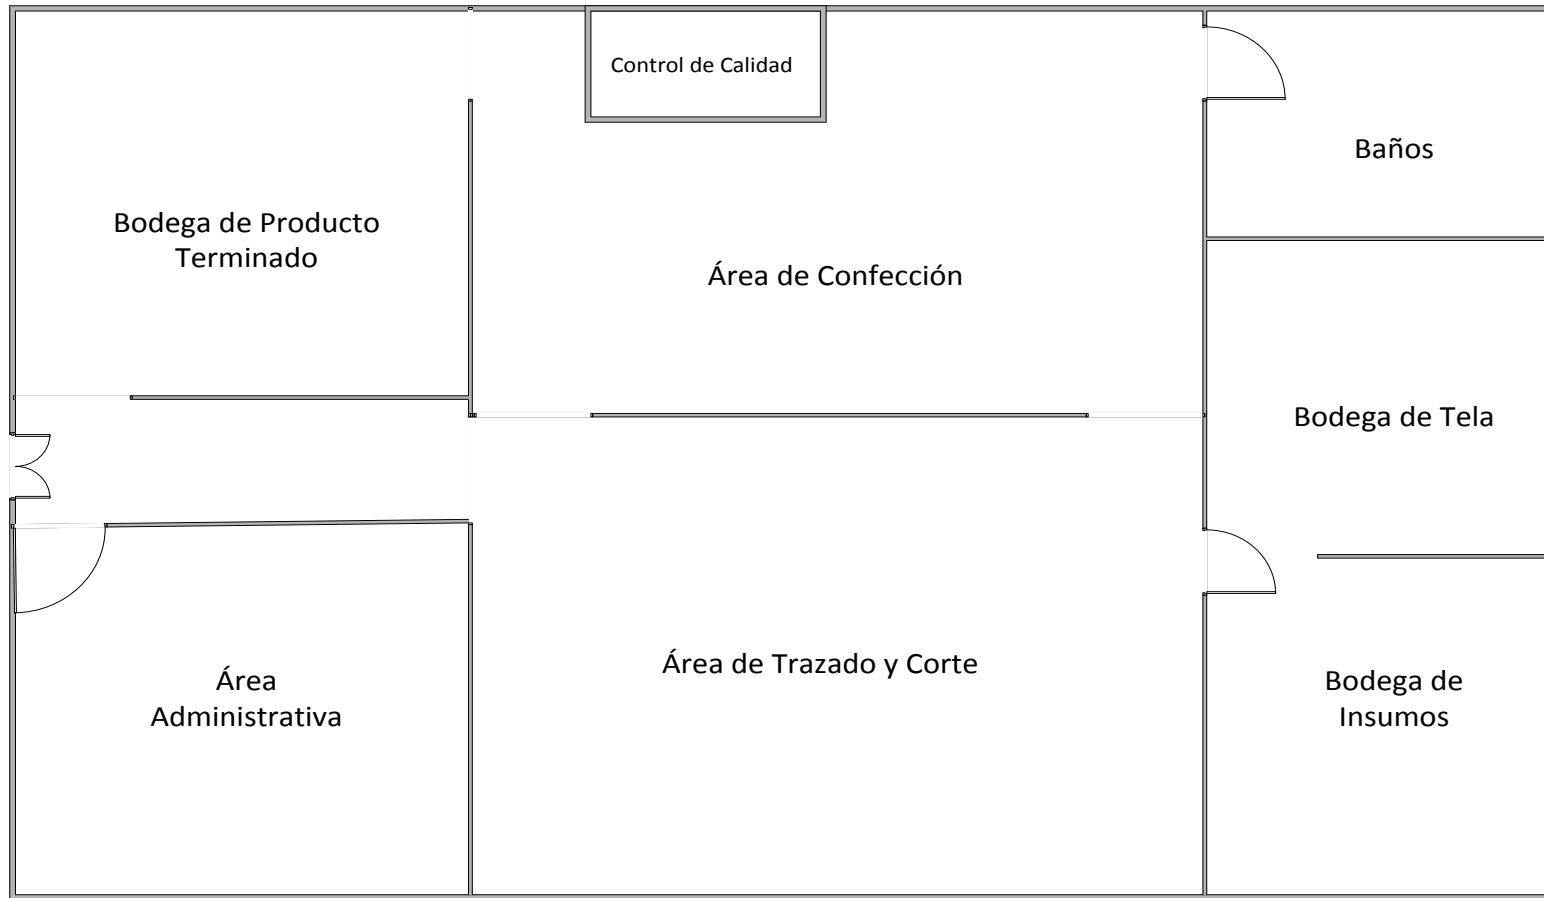 Control de Calidad
Baños
Bodega de Producto
Terminado
Área de Confección
Bodega de Tela
Área
Administrativa
Área de Trazado y Corte
Bodega de
Insumos